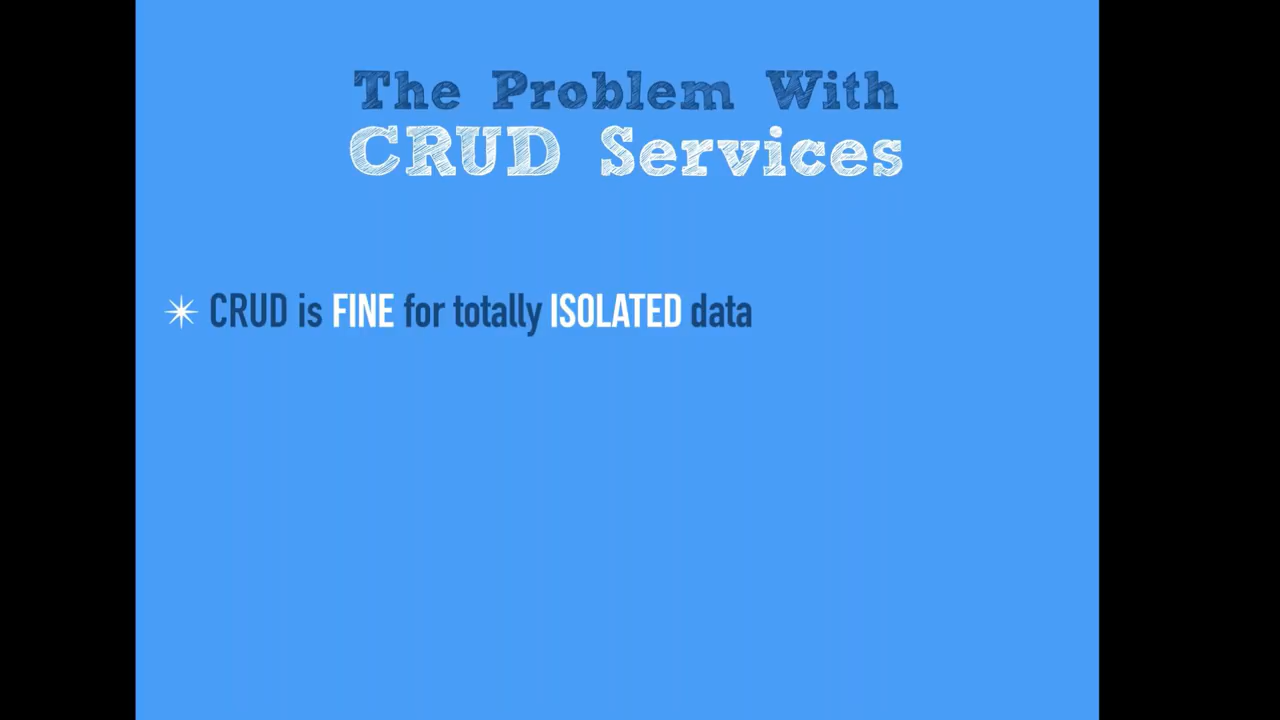 The Problem With
CRUD Services
CRUD is FINE for totally ISOLATED data